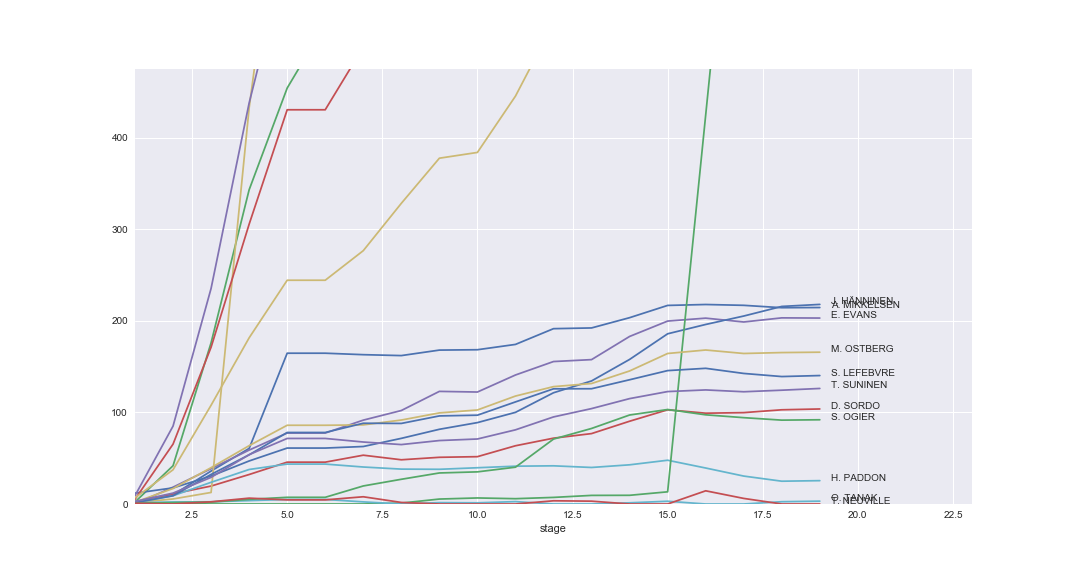 400
300
200
100
0
J. HÄNNINEN
A. MIKKELSEN
E. EVANS
M. OSTBERG
S. LEFEBVRE
T. SUNINEN
D. SORDO
S. OGIER
H. PADDON
O. TANAK
T. NEUVILLE
2.5 5.0 7.5 10.0 12.5 15.0 17.5 20.0 22.5
stage